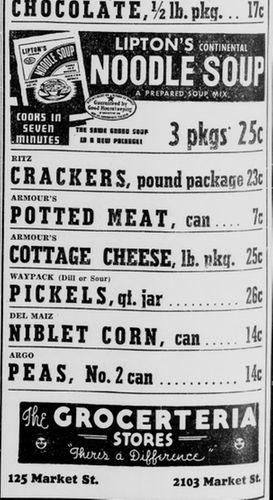 CHOCOLATE, ½ lb. pkg. .. 17c
LIPTON'S CONTINENTAL
NOODLE SOUP
A PREPARED SOUP MIX
LIPTON'S
NOODLE SOUP
Guaranteed by
Good Housekeeping
COOKS IN
SEVEN
MINUTES
THE SAME GOOD SOUP
IN A NEW PACKAGE!
3 pkgs 25c
RITZ
CRACKERS, pound package 23c
ARMOUR'S
POTTED MEAT, can .... 7c
ARMOUR'S
COTTAGE CHEESE, lb. pkg. 25c
WAYPACK (Dill or Sour)
PICKELS, qt. jar .......... 26c
DEL MAIZ
NIBLET CORN, can ..... 14c
ARGO
PEAS, No. 2 can .......... 14c
The GROCERTERIA
STORES
"There's a Difference"
125 Market St. 2103 Market St.